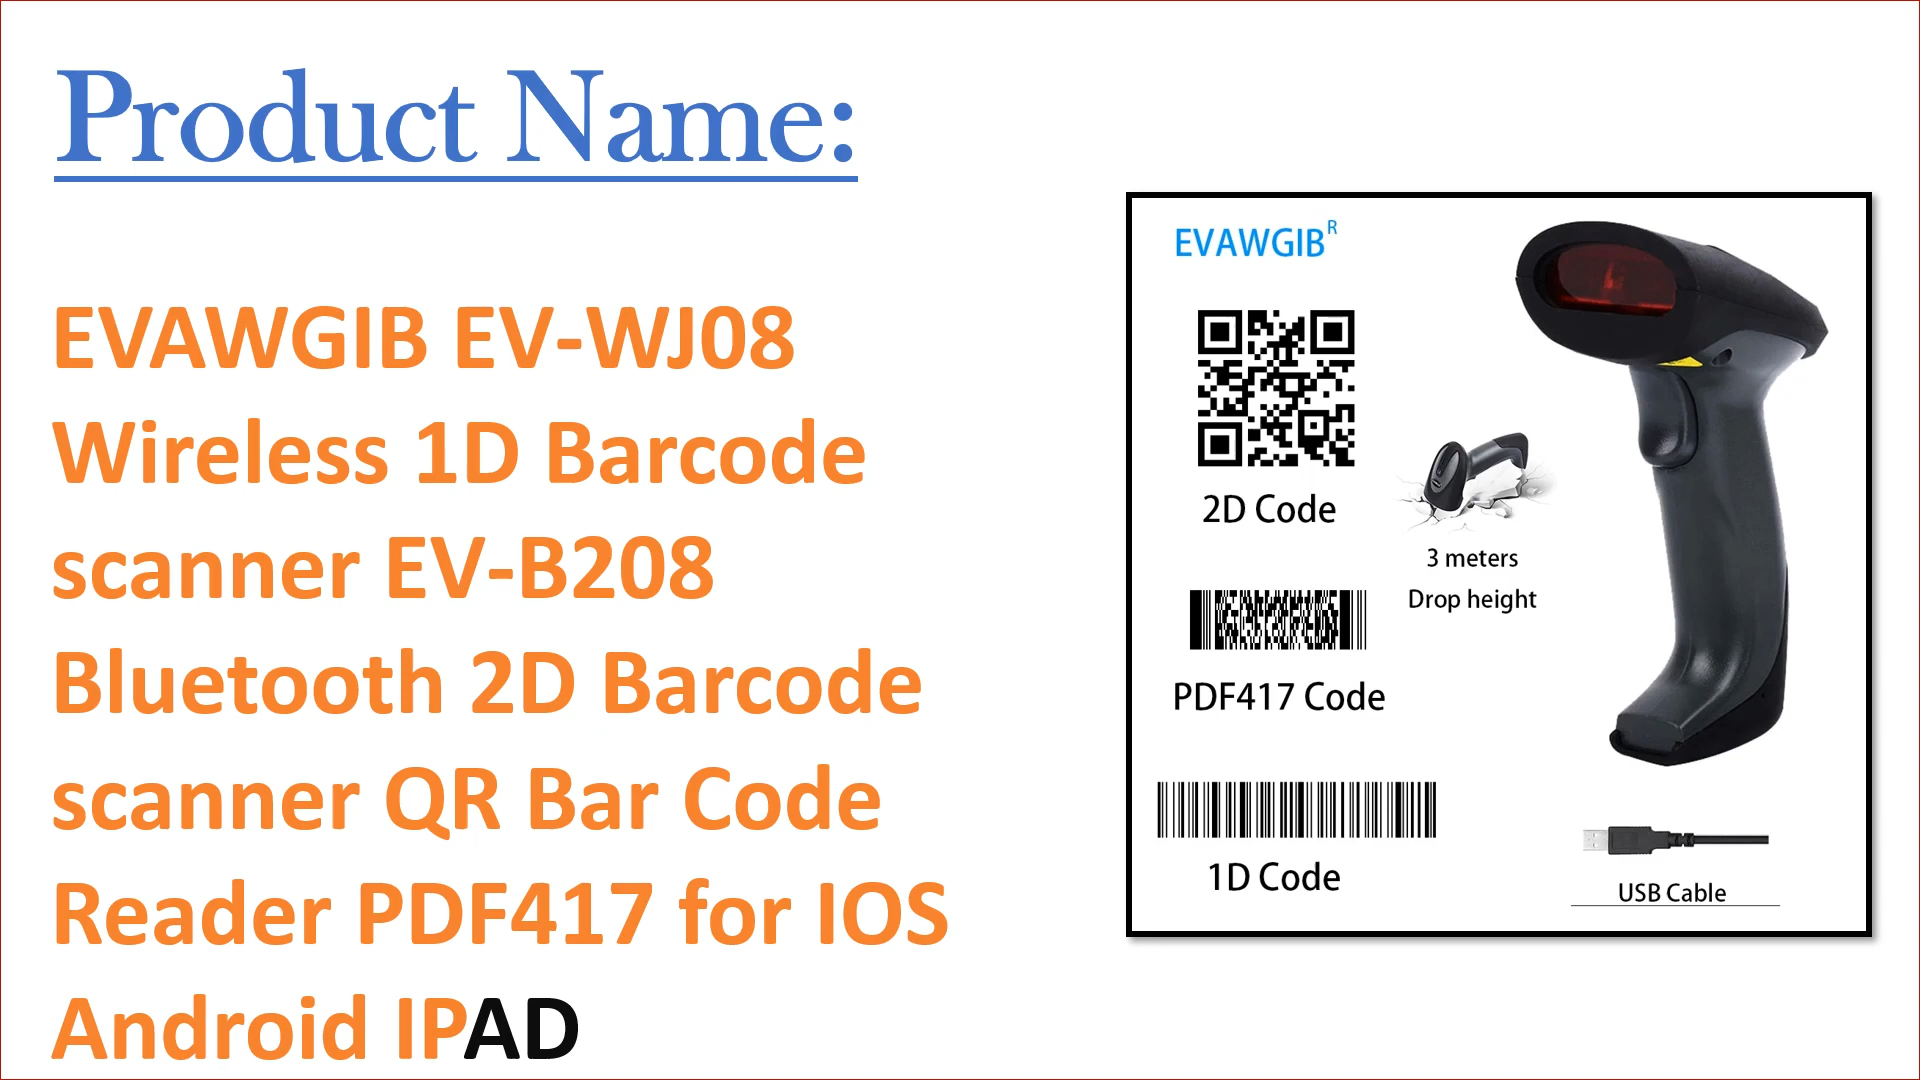 Product Name:
EVAWGIB EV-WJ08
Wireless 1D Barcode
scanner EV-B208
Bluetooth 2D Barcode
scanner QR Bar Code
Reader PDF417 for IOS
Android IPAD
EVAWGIB R
2D Code
3 meters
Drop height
PDF417 Code
1D Code
USB Cable